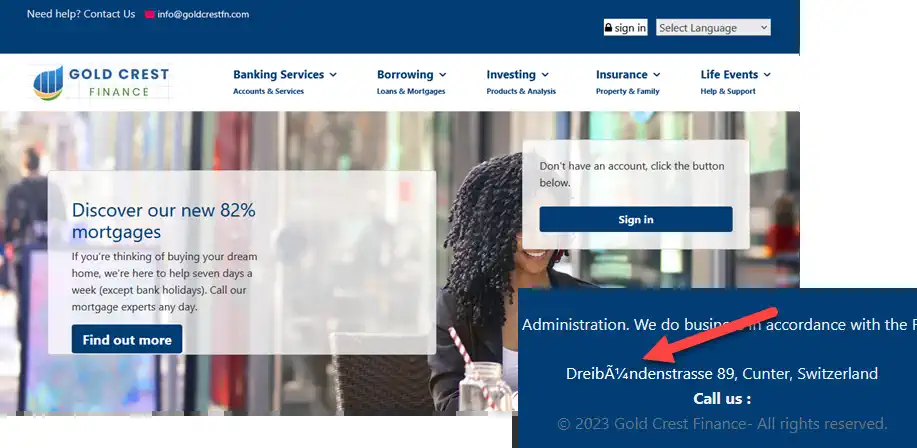 Need help? Contact Us info@goldcrestfn.com
sign in Select Language
GOLD CREST
FINANCE
Banking Services Borrowing Investing Insurance Life Events
Accounts & Services Loans & Mortgages Products & Analysis Property & Family Help & Support
Don't have an account, click the button
below.
Sign in
Discover our new 82%
mortgages
If you're thinking of buying your dream
home, we're here to help seven days a
week (except bank holidays). Call our
mortgage experts any day.
Find out more
Administration. We do business in accordance with the F
DreibÃ¼ndenstrasse 89, Cunter, Switzerland
Call us :
© 2023 Gold Crest Finance- All rights reserved.